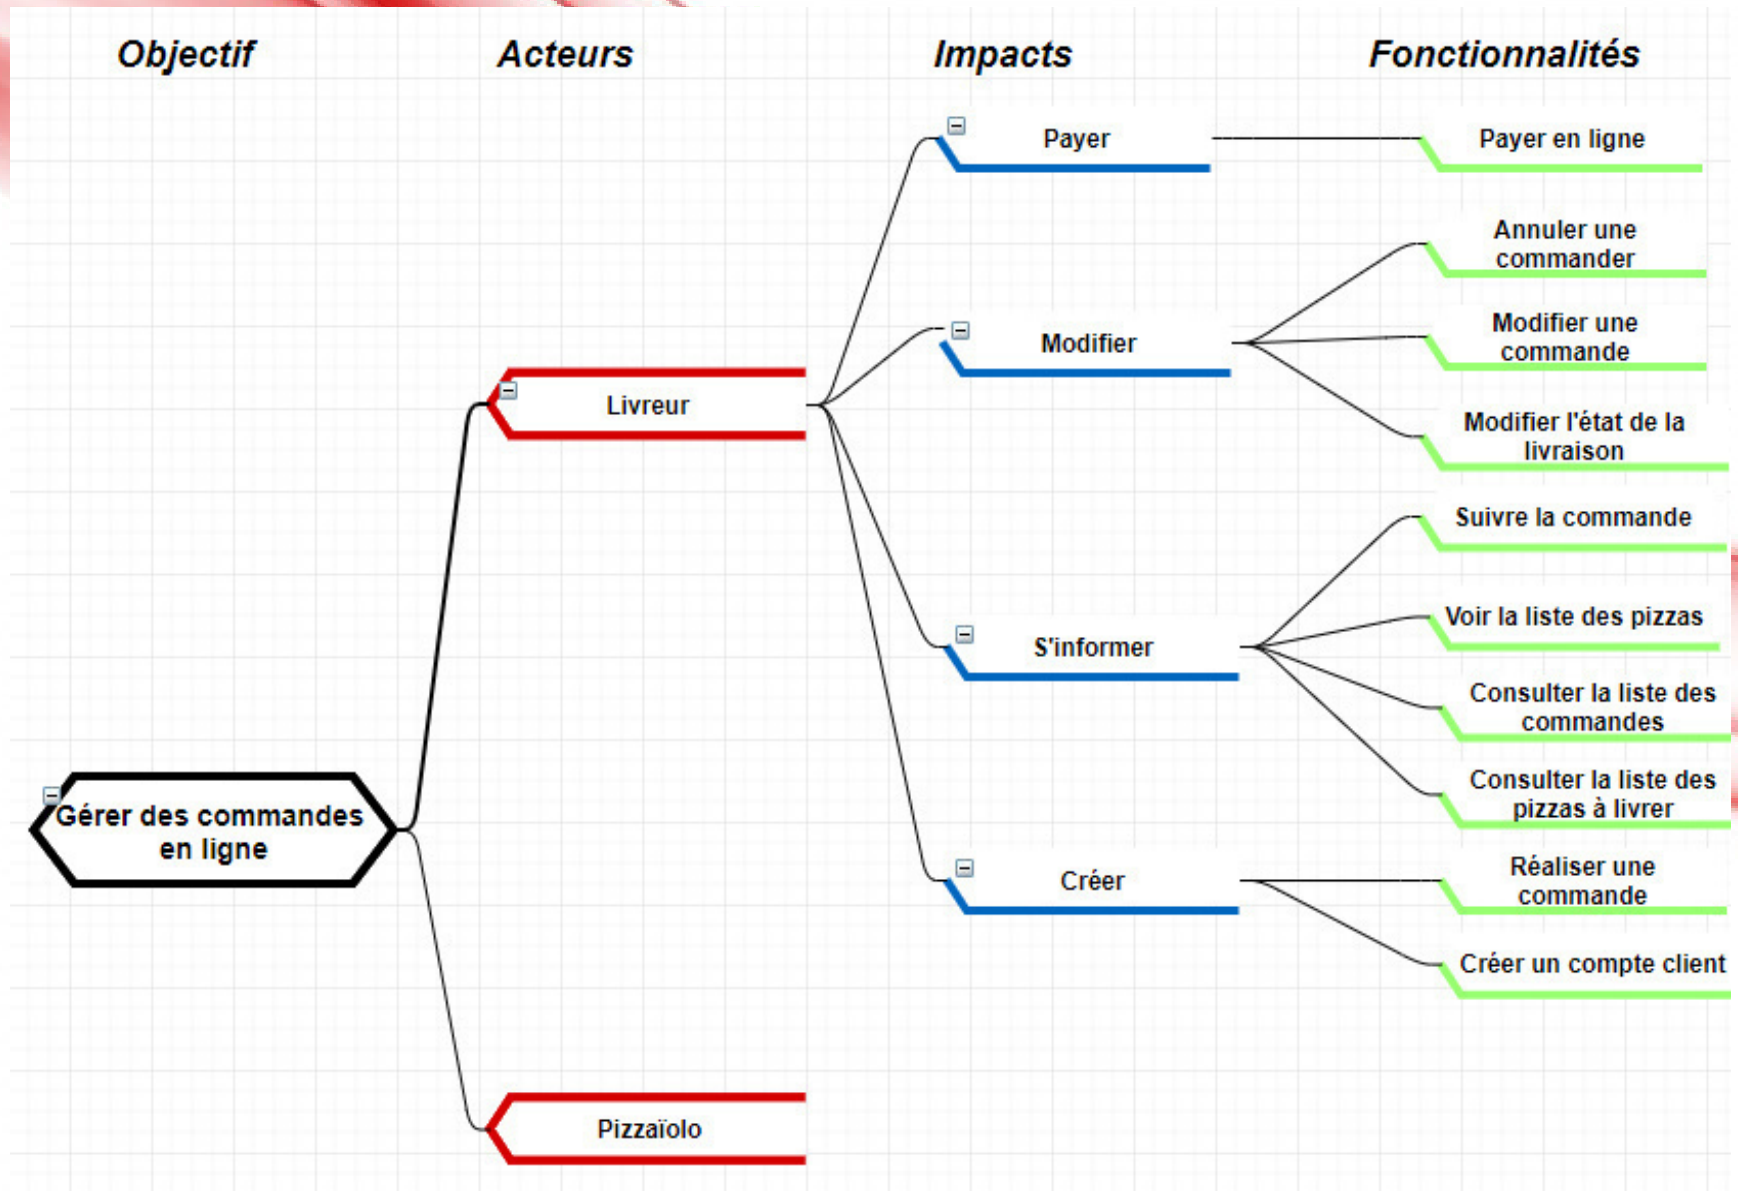 Objectif
Acteurs
Impacts
Fonctionnalités
Payer
Payer en ligne
Annuler une
commander
Modifier une
commande
Modifier
Livreur
Modifier l'état de la
livraison
Suivre la commande
Voir la liste des pizzas
S'informer
Consulter la liste des
commandes
Consulter la liste des
pizzas à livrer
Gérer des commandes
en ligne
Créer
Réaliser une
commande
Créer un compte client
Pizzaïolo